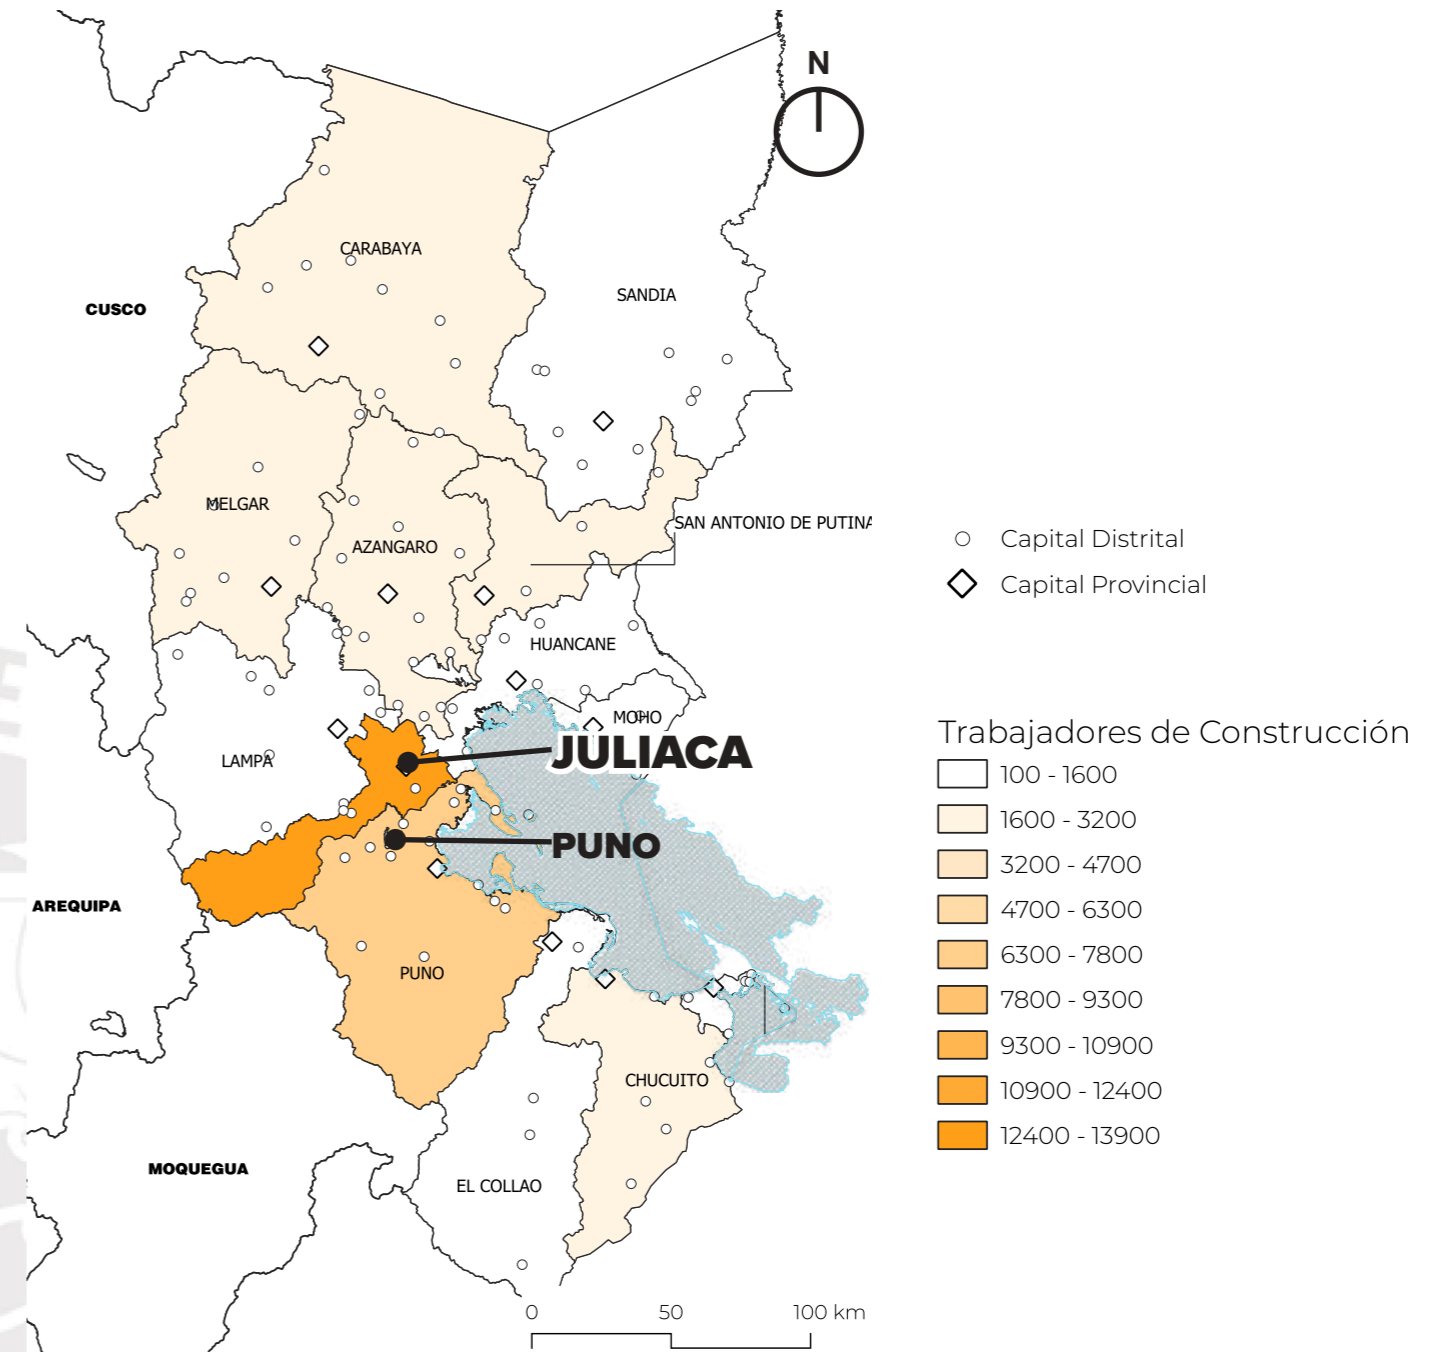 N
CARABAYA
SANDIA
CUSCO
MELGAR
SAN ANTONIO DE PUTINA
AZANGARO
HUANCANE
MOHO
JULIACA
LAMPA
PUNO
AREQUIPA
PUNO
CHUCUITO
MOQUEGUA
EL COLLAO
0 50 100 km
Capital Distrital
Capital Provincial
Trabajadores de Construcción
100 - 1600
1600 - 3200
3200 - 4700
4700 - 6300
6300 - 7800
7800 - 9300
9300 - 10900
10900 - 12400
12400 - 13900